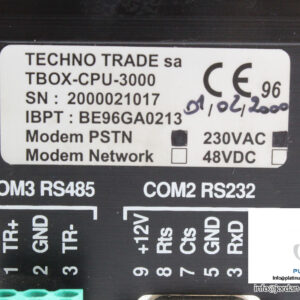 TECHNO TRADE sa
TBOX-CPU-3000
SN : 2000021017
IBPT : BE96GA0213
CE 96
01,02,2000
Modem PSTN 230VAC
Modem Network 48VDC
COM3 RS485 COM2 RS232
1 TR+
2 GND
3 TR-
9 +12V
8 Rts
7 Cts
5 GND
3 RxD